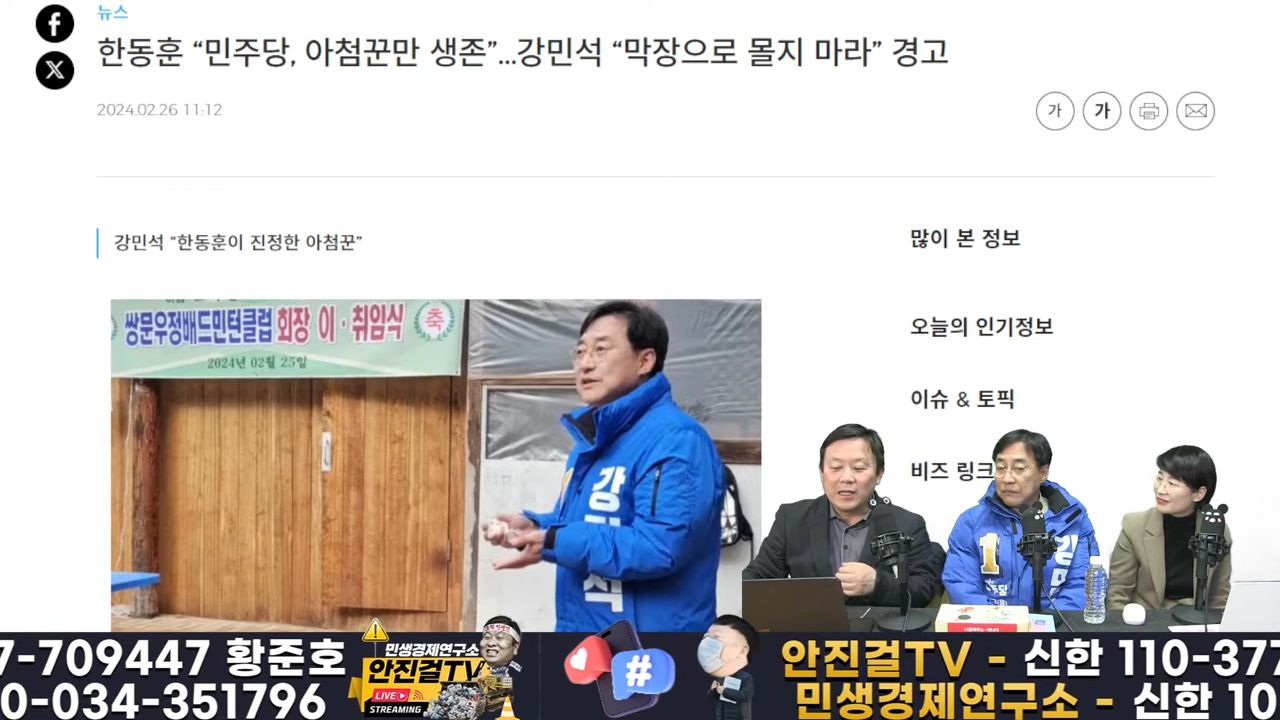 뉴스
한동훈 “민주당, 아첨꾼만 생존”...강민석 “막장으로 몰지 마라” 경고
2024.02.26 11:12
가 가
강민석 “한동훈이 진정한 아첨꾼”
많이 본 정보
오늘의 인기정보
이슈 & 토픽
비즈 링크
쌍문우정배드민턴클럽 회장 이·취임식 축
2024년 02월 25일
강민석
1
7-709447 황준호
0-034-351796
민생경제연구소
안진걸TV
LIVE
STREAMING
#
안진걸TV - 신한 110-377
민생경제연구소 - 신한 10